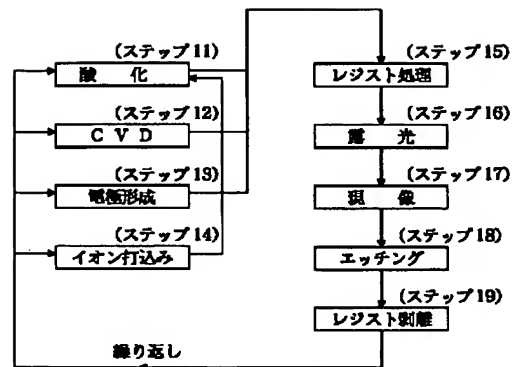 (ステップ11)
酸 化
(ステップ12)
C V D
(ステップ13)
電極形成
(ステップ14)
イオン打込み
(ステップ15)
レジスト処理
(ステップ16)
露 光
(ステップ17)
現 像
(ステップ18)
エッチング
(ステップ19)
レジスト剥離
繰り返し